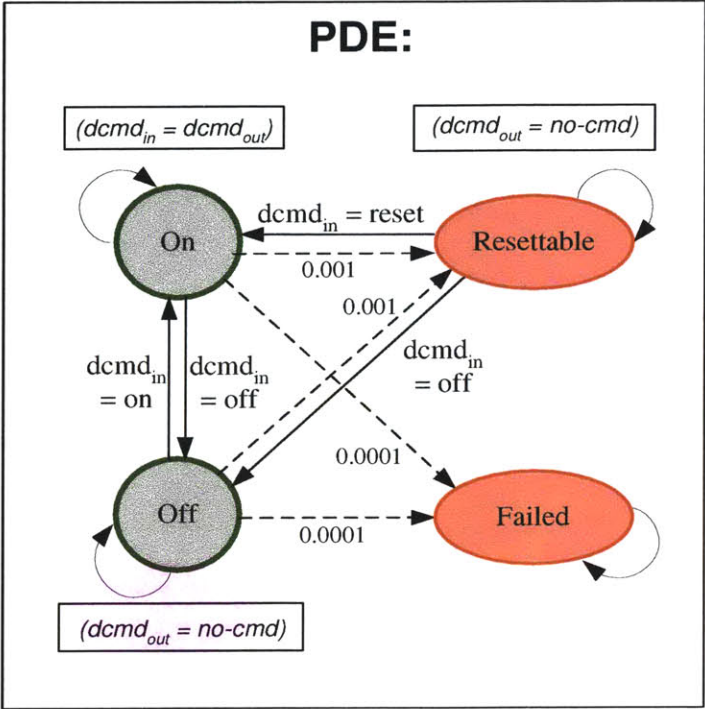 PDE:
(dcmd_in = dcmd_out)
(dcmd_out = no-cmd)
dcmd_in = reset
On
Resettable
0.001
0.001
dcmd_in
= on
dcmd_in
= off
dcmd_in
= off
0.0001
Off
Failed
0.0001
(dcmd_out = no-cmd)